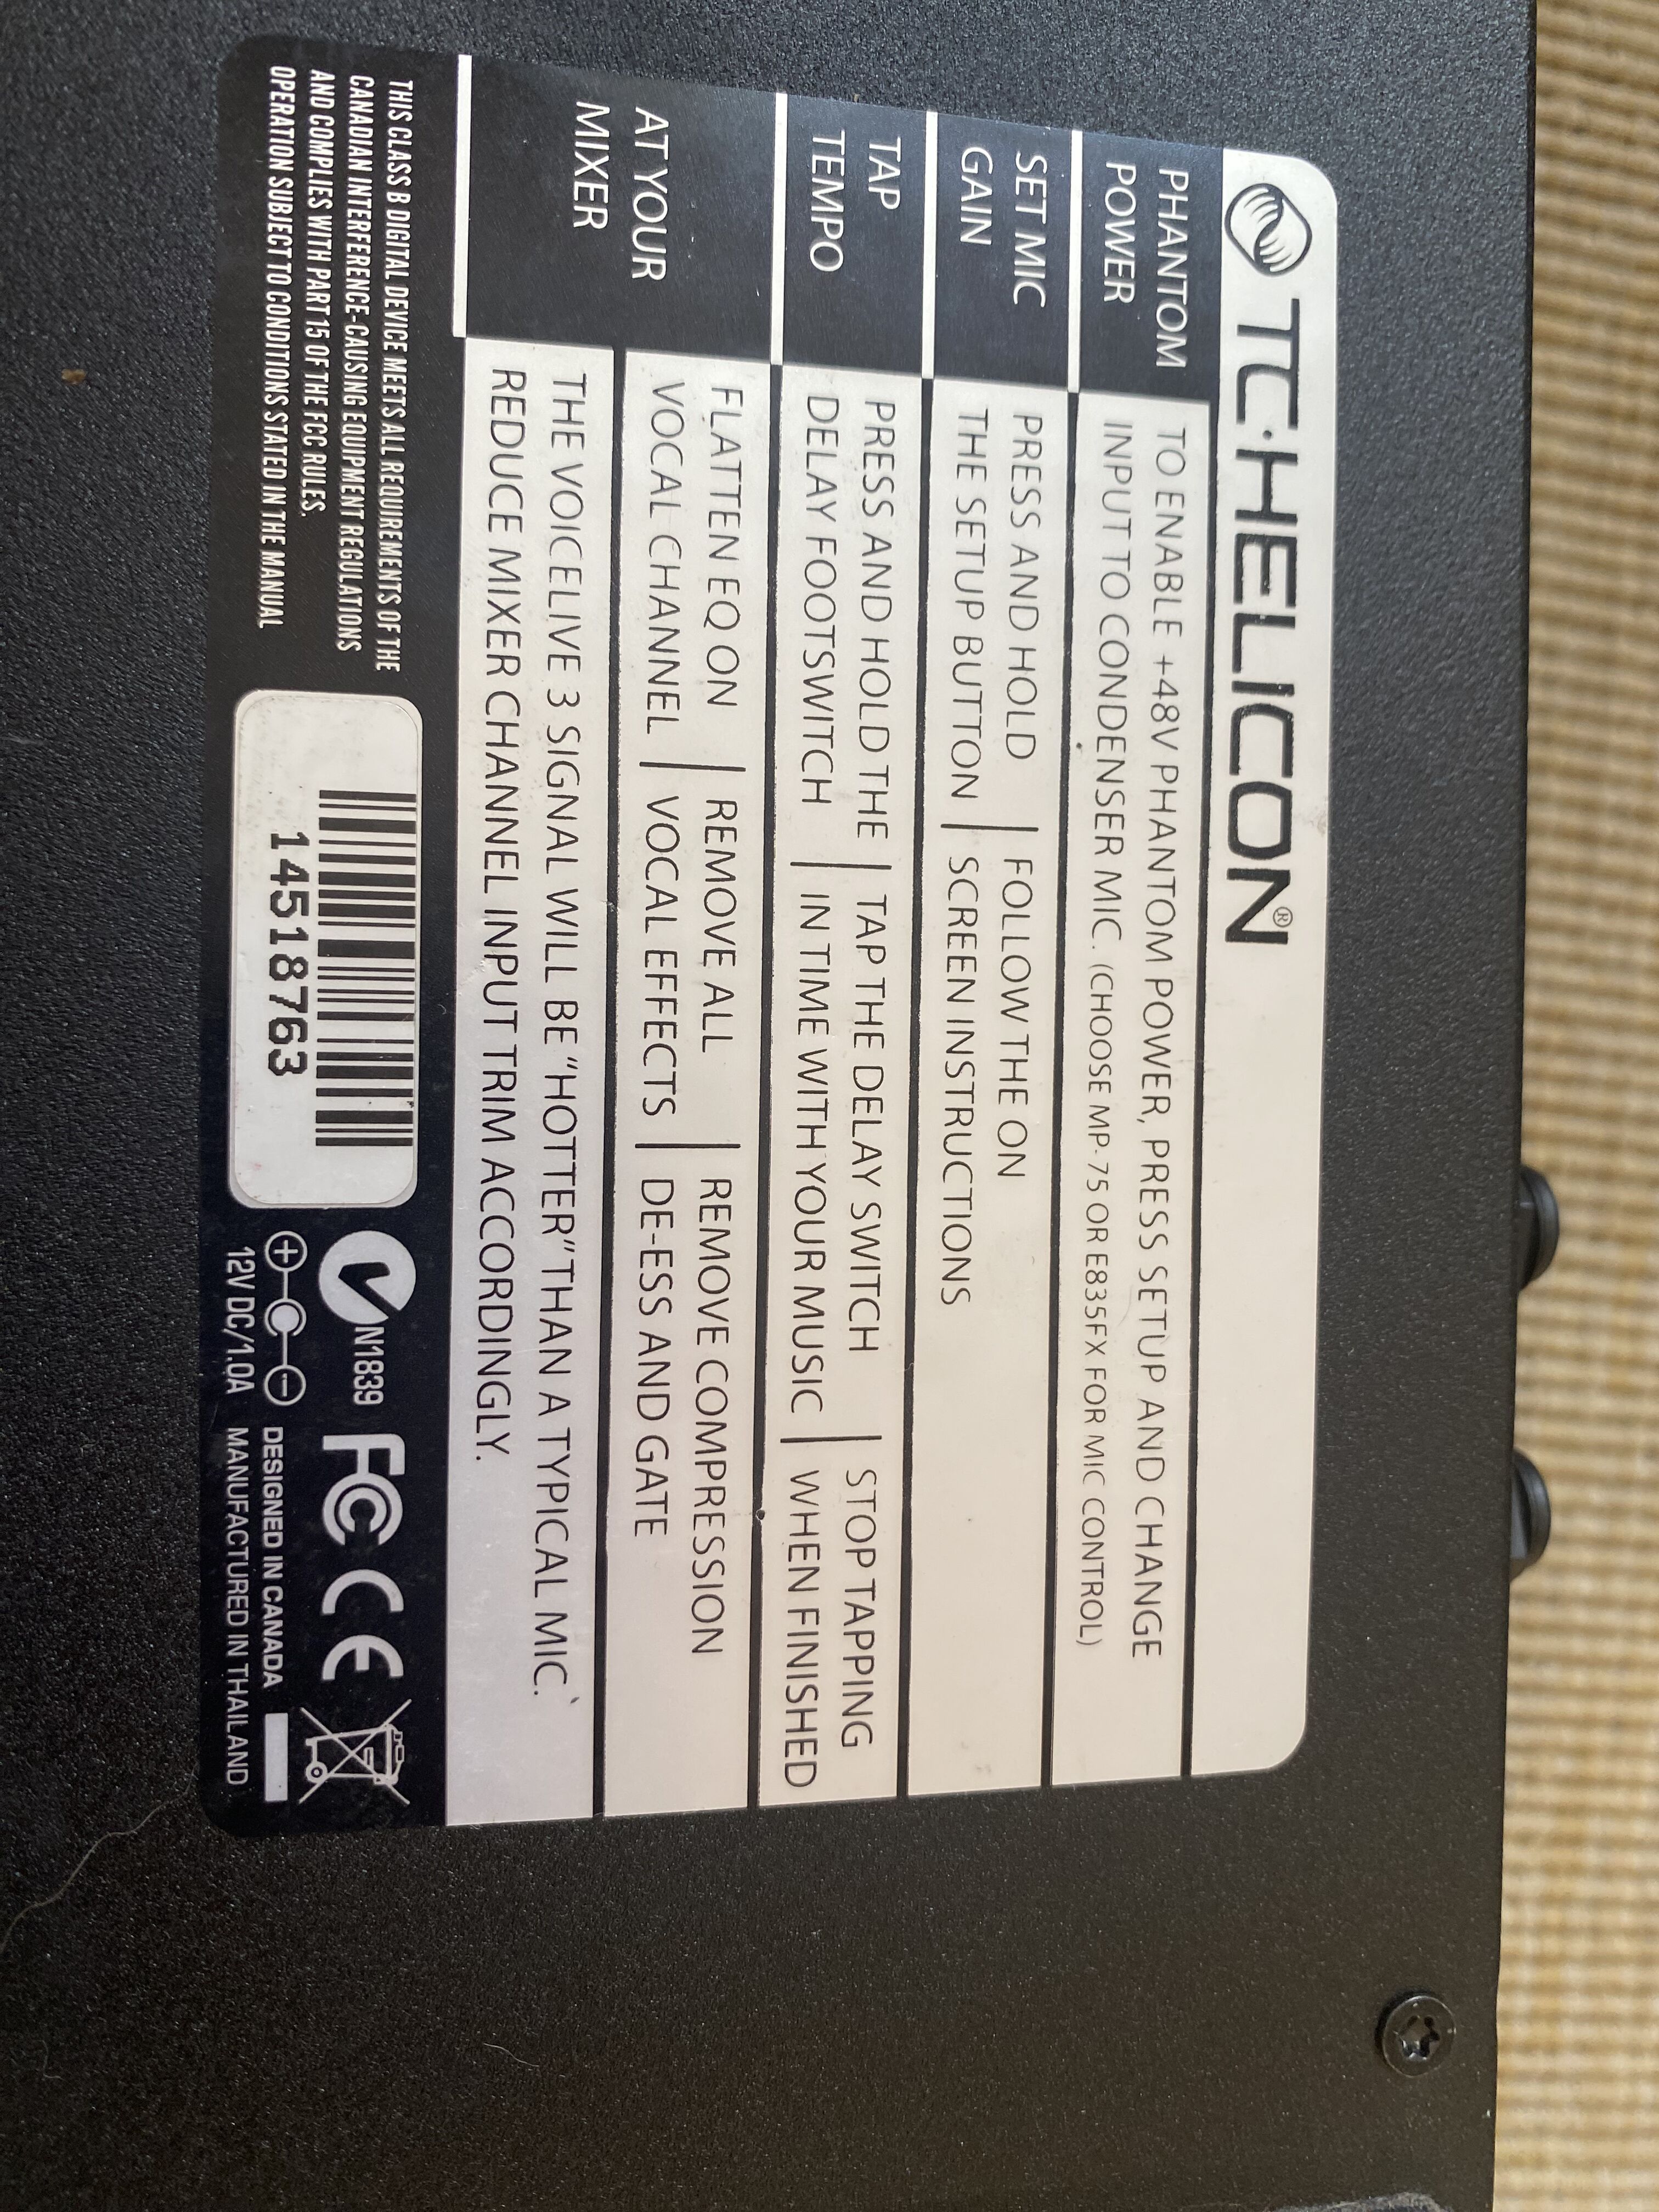 TC·HELICON®
PHANTOM
POWER
TO ENABLE +48V PHANTOM POWER, PRESS SETUP AND CHANGE
INPUT TO CONDENSER MIC. (CHOOSE MP-75 OR E835FX FOR MIC CONTROL)
SET MIC
GAIN
PRESS AND HOLD | FOLLOW THE ON
THE SETUP BUTTON | SCREEN INSTRUCTIONS
TAP
TEMPO
PRESS AND HOLD THE | TAP THE DELAY SWITCH | STOP TAPPING
DELAY FOOTSWITCH | IN TIME WITH YOUR MUSIC | WHEN FINISHED
AT YOUR
MIXER
FLATTEN EQ ON | REMOVE ALL | REMOVE COMPRESSION
VOCAL CHANNEL | VOCAL EFFECTS | DE-ESS AND GATE
THE VOICELIVE 3 SIGNAL WILL BE "HOTTER" THAN A TYPICAL MIC.`
REDUCE MIXER CHANNEL INPUT TRIM ACCORDINGLY.
THIS CLASS B DIGITAL DEVICE MEETS ALL REQUIREMENTS OF THE
CANADIAN INTERFERENCE-CAUSING EQUIPMENT REGULATIONS
AND COMPLIES WITH PART 15 OF THE FCC RULES.
OPERATION SUBJECT TO CONDITIONS STATED IN THE MANUAL
14518763
N1839
FC CE
12V DC/1.0A
DESIGNED IN CANADA
MANUFACTURED IN THAILAND